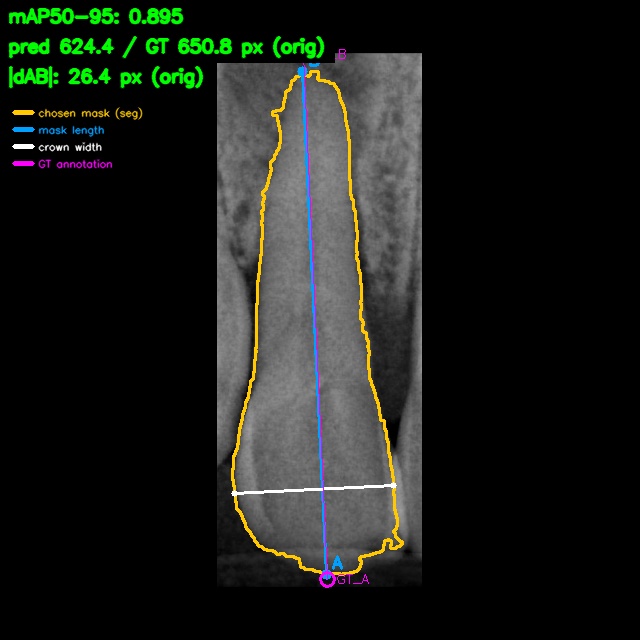 mAP50-95: 0.895
pred 624.4 / GT 650.8 px (orig)
|dAB|: 26.4 px (orig)
chosen mask (seg)
mask length
crown width
GT annotation
B
A
GT_A